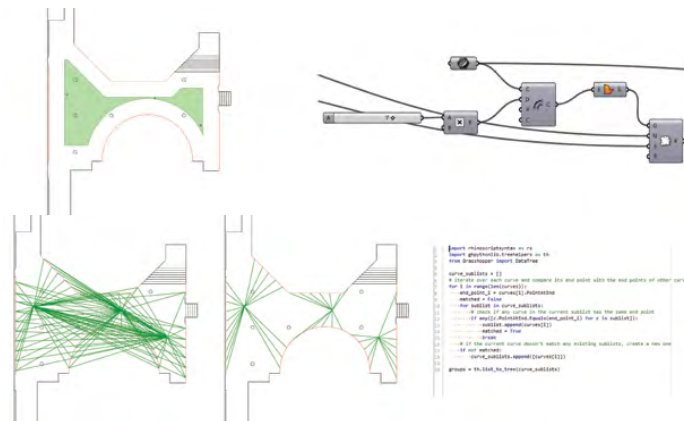 import rhinoscriptsyntax as rs
import ghpythonlib.treehelpers as th
from Grasshopper import DataTree
curve_sublists = []
# Iterate over each curve and compare its end point with the end points of other curv
for i in range(len(curves)):
end_point_i = curves[i].PointAtEnd
matched = False
for sublist in curve_sublists:
# Check if any curve in the current sublist has the same end point
if any([c.PointAtEnd.Equals(end_point_i) for c in sublist]):
sublist.append(curves[i])
matched = True
break
# If the current curve doesn't match any existing sublists, create a new one
if not matched:
curve_sublists.append([curves[i]])
groups = th.list_to_tree(curve_sublists)